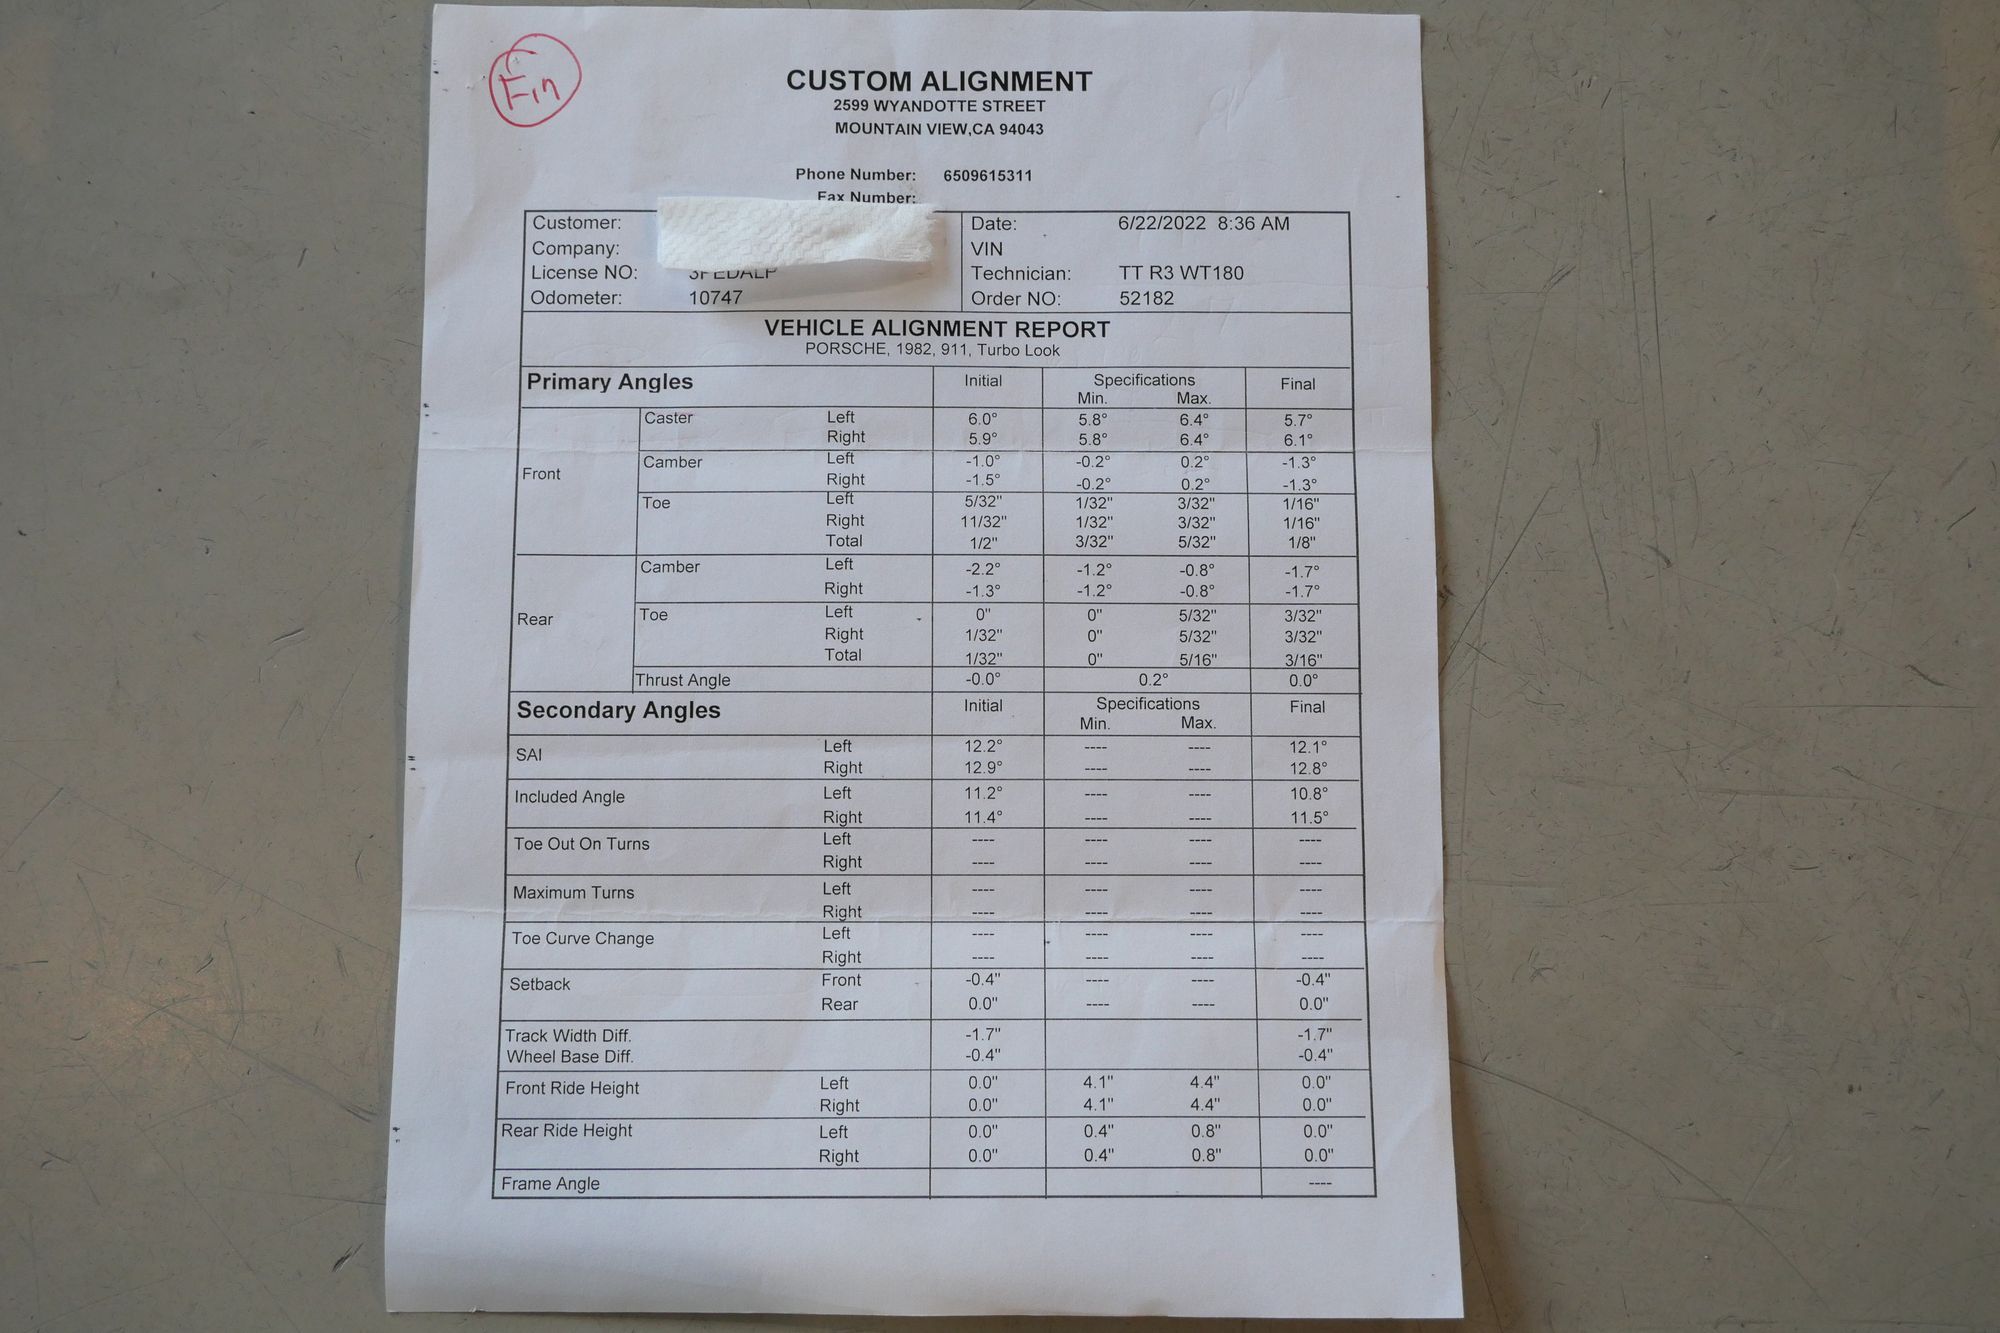 Fin
CUSTOM ALIGNMENT
2599 WYANDOTTE STREET
MOUNTAIN VIEW,CA 94043
Phone Number: 6509615311
Fax Number:
Customer: Date: 6/22/2022 8:36 AM
Company: VIN
License NO: 3PEDALP Technician: TT R3 WT180
Odometer: 10747 Order NO: 52182
VEHICLE ALIGNMENT REPORT
PORSCHE, 1982, 911, Turbo Look
Primary Angles Initial Specifications Final
Min. Max.
Front Caster Left 6.0° 5.8° 6.4° 5.7°
Right 5.9° 5.8° 6.4° 6.1°
Camber Left -1.0° -0.2° 0.2° -1.3°
Right -1.5° -0.2° 0.2° -1.3°
Toe Left 5/32" 1/32" 3/32" 1/16"
Right 11/32" 1/32" 3/32" 1/16"
Total 1/2" 3/32" 5/32" 1/8"
Rear Camber Left -2.2° -1.2° -0.8° -1.7°
Right -1.3° -1.2° -0.8° -1.7°
Toe Left 0" 0" 5/32" 3/32"
Right 1/32" 0" 5/32" 3/32"
Total 1/32" 0" 5/16" 3/16"
Thrust Angle -0.0° 0.2° 0.0°
Secondary Angles Initial Specifications Final
Min. Max.
SAI Left 12.2° ---- ---- 12.1°
Right 12.9° ---- ---- 12.8°
Included Angle Left 11.2° ---- ---- 10.8°
Right 11.4° ---- ---- 11.5°
Toe Out On Turns Left ---- ---- ---- ----
Right ---- ---- ---- ----
Maximum Turns Left ---- ---- ---- ----
Right ---- ---- ---- ----
Toe Curve Change Left ---- ---- ---- ----
Right ---- ---- ---- ----
Setback Front -0.4" ---- ---- -0.4"
Rear 0.0" ---- ---- 0.0"
Track Width Diff. -1.7" -1.7"
Wheel Base Diff. -0.4" -0.4"
Front Ride Height Left 0.0" 4.1" 4.4" 0.0"
Right 0.0" 4.1" 4.4" 0.0"
Rear Ride Height Left 0.0" 0.4" 0.8" 0.0"
Right 0.0" 0.4" 0.8" 0.0"
Frame Angle ----